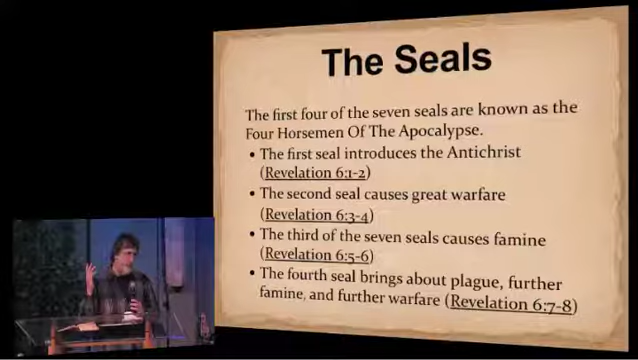 The Seals
The first four of the seven seals are known as the
Four Horsemen Of The Apocalypse.
• The first seal introduces the Antichrist
(Revelation 6:1-2)
• The second seal causes great warfare
(Revelation 6:3-4)
• The third of the seven seals causes famine
(Revelation 6:5-6)
• The fourth seal brings about plague, further
famine, and further warfare (Revelation 6:7-8)